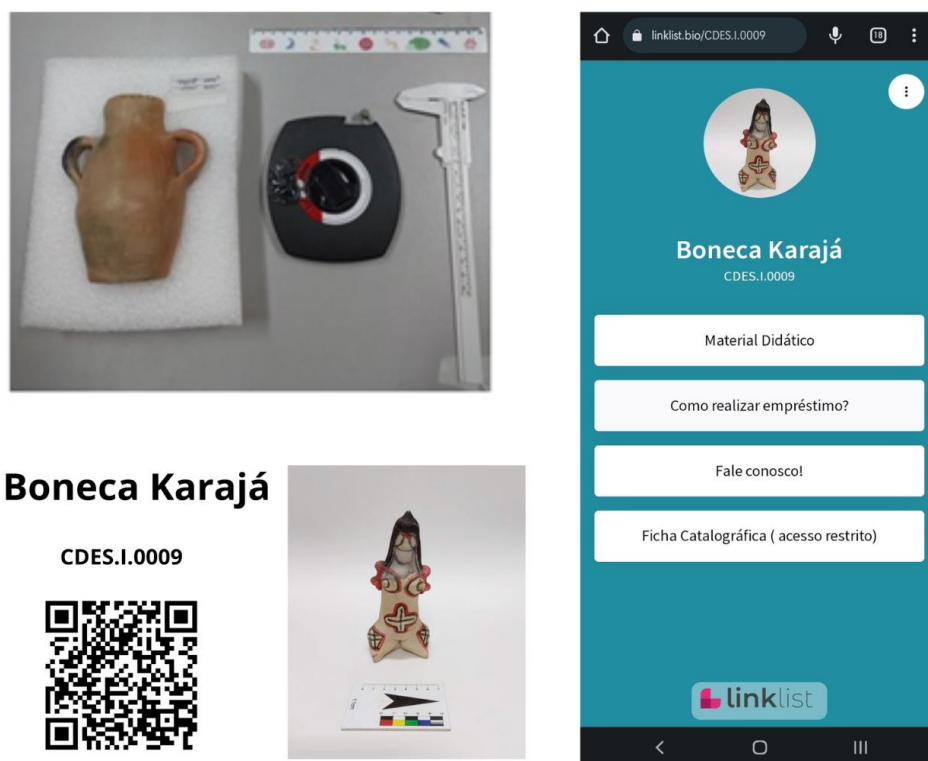 Boneca Karajá
CDES.I.0009
linklist.bio/CDES.I.0009
18
Boneca Karajá
CDES.I.0009
Material Didático
Como realizar empréstimo?
Fale conosco!
Ficha Catalográfica ( acesso restrito)
linklist